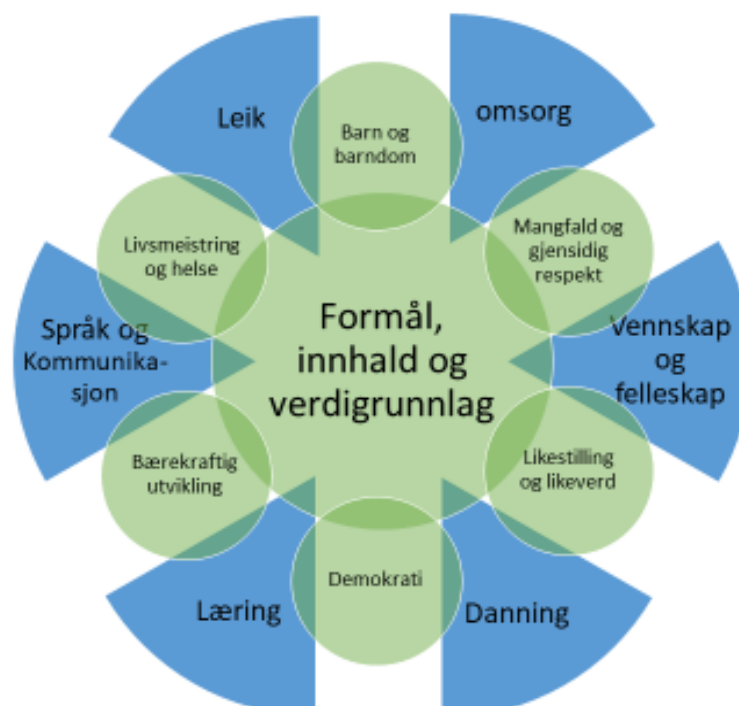 Leik
omsorg
Barn og
barndom
Livsmeistring
og helse
Mangfald og
gjensidig
respekt
Språk og
Kommunika-
sjon
Formål,
innhald og
verdigrunnlag
Vennskap
og
felleskap
Bærekraftig
utvikling
Likestilling
og likeverd
Demokrati
Læring
Danning